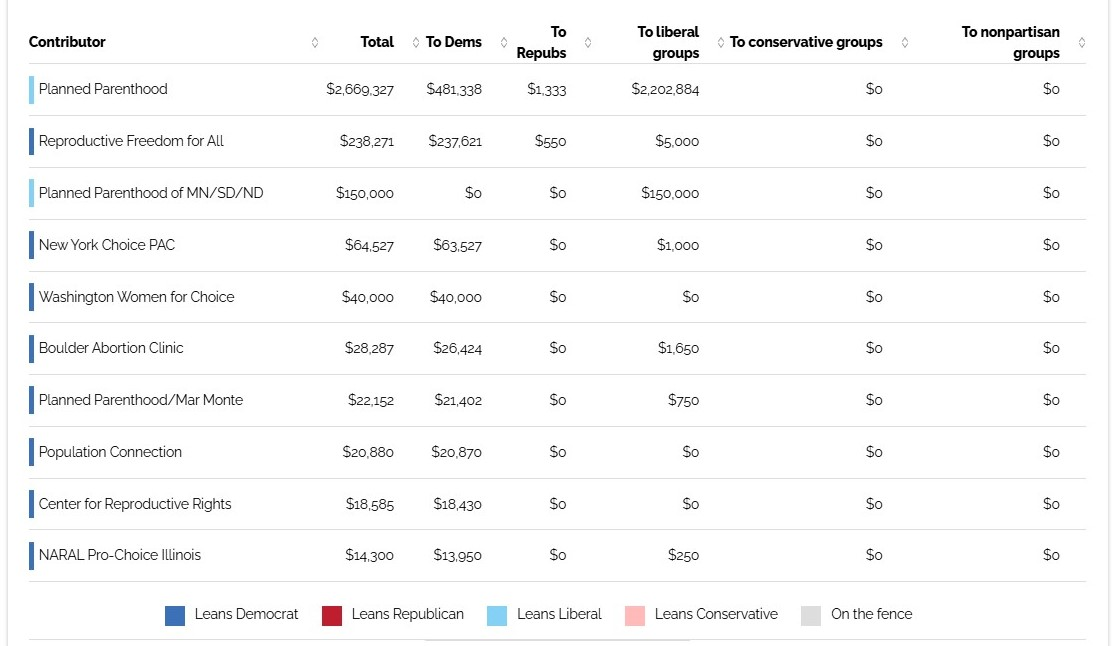 Contributor Total To Dems To Repubs To liberal groups To conservative groups To nonpartisan groups
Planned Parenthood $2,669,327 $481,338 $1,333 $2,202,884 $0 $0
Reproductive Freedom for All $238,271 $237,621 $550 $5,000 $0 $0
Planned Parenthood of MN/SD/ND $150,000 $0 $0 $150,000 $0 $0
New York Choice PAC $64,527 $63,527 $0 $1,000 $0 $0
Washington Women for Choice $40,000 $40,000 $0 $0 $0 $0
Boulder Abortion Clinic $28,287 $26,424 $0 $1,650 $0 $0
Planned Parenthood/Mar Monte $22,152 $21,402 $0 $750 $0 $0
Population Connection $20,880 $20,870 $0 $0 $0 $0
Center for Reproductive Rights $18,585 $18,430 $0 $0 $0 $0
NARAL Pro-Choice Illinois $14,300 $13,950 $0 $250 $0 $0
Leans Democrat Leans Republican Leans Liberal Leans Conservative On the fence